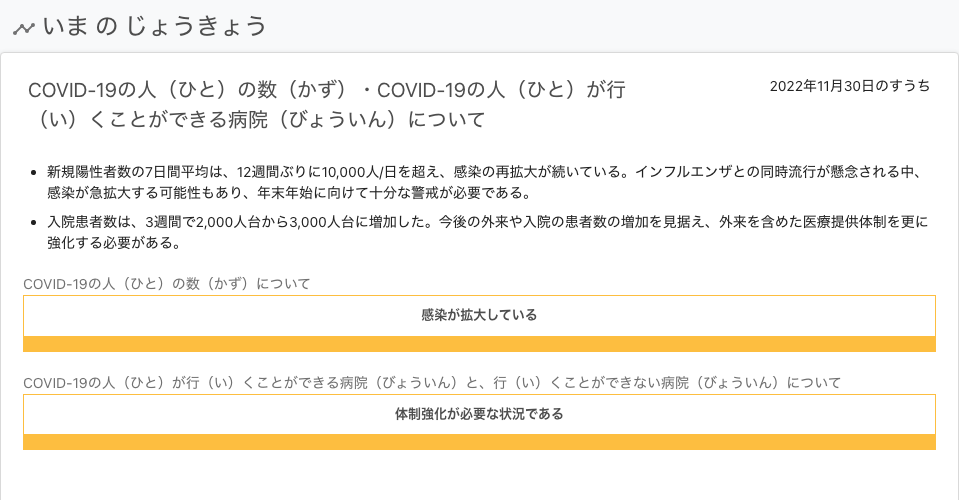 いま の じょうきょう
COVID-19の人（ひと）の数（かず）・COVID-19の人（ひと）が行
（い）くことができる病院（びょういん）について
2022年11月30日のすうち
• 新規陽性者数の7日間平均は、12週間ぶりに10,000人/日を超え、感染の再拡大が続いている。インフルエンザとの同時流行が懸念される中、
感染が急拡大する可能性もあり、年末年始に向けて十分な警戒が必要である。
• 入院患者数は、3週間で2,000人台から3,000人台に増加した。今後の外来や入院の患者数の増加を見据え、外来を含めた医療提供体制を更に
強化する必要がある。
COVID-19の人（ひと）の数（かず）について
感染が拡大している
COVID-19の人（ひと）が行（い）くことができる病院（びょういん）と、行（い）くことができない病院（びょういん）について
体制強化が必要な状況である